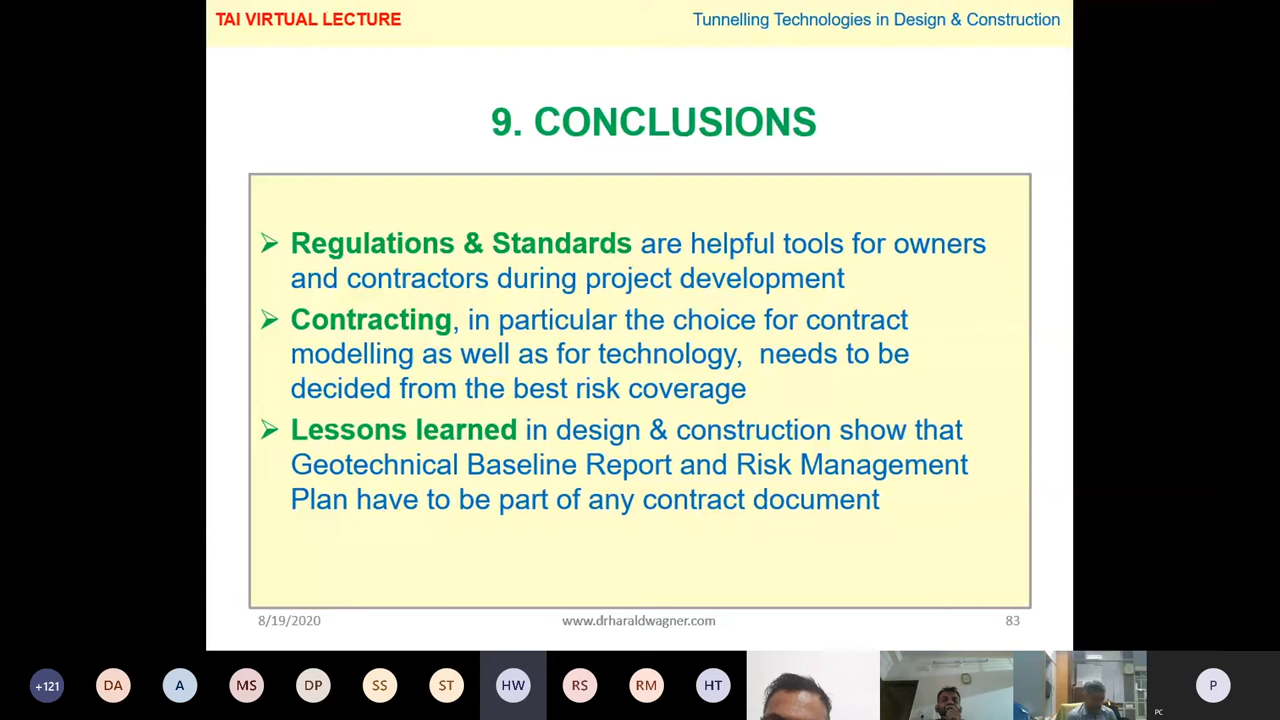 TAI VIRTUAL LECTURE
Tunnelling Technologies in Design & Construction
9. CONCLUSIONS
Regulations & Standards are helpful tools for owners
and contractors during project development
Contracting, in particular the choice for contract
modelling as well as for technology, needs to be
decided from the best risk coverage
Lessons learned in design & construction show that
Geotechnical Baseline Report and Risk Management
Plan have to be part of any contract document
8/19/2020
www.drharaldwagner.com
83
+121
DA
A
MS
DP
SS
ST
HW
RS
RM
HT
P
PC